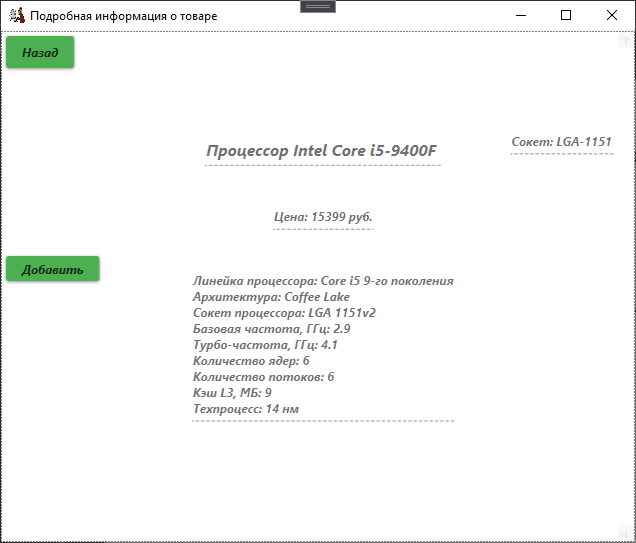 Подробная информация о товаре
Назад
Сокет: LGA-1151
Процессор Intel Core i5-9400F
Цена: 15399 руб.
Добавить
Линейка процессора: Core i5 9-го поколения
Архитектура: Coffee Lake
Сокет процессора: LGA 1151v2
Базовая частота, ГГц: 2.9
Турбо-частота, ГГц: 4.1
Количество ядер: 6
Количество потоков: 6
Кэш L3, МБ: 9
Техпроцесс: 14 нм